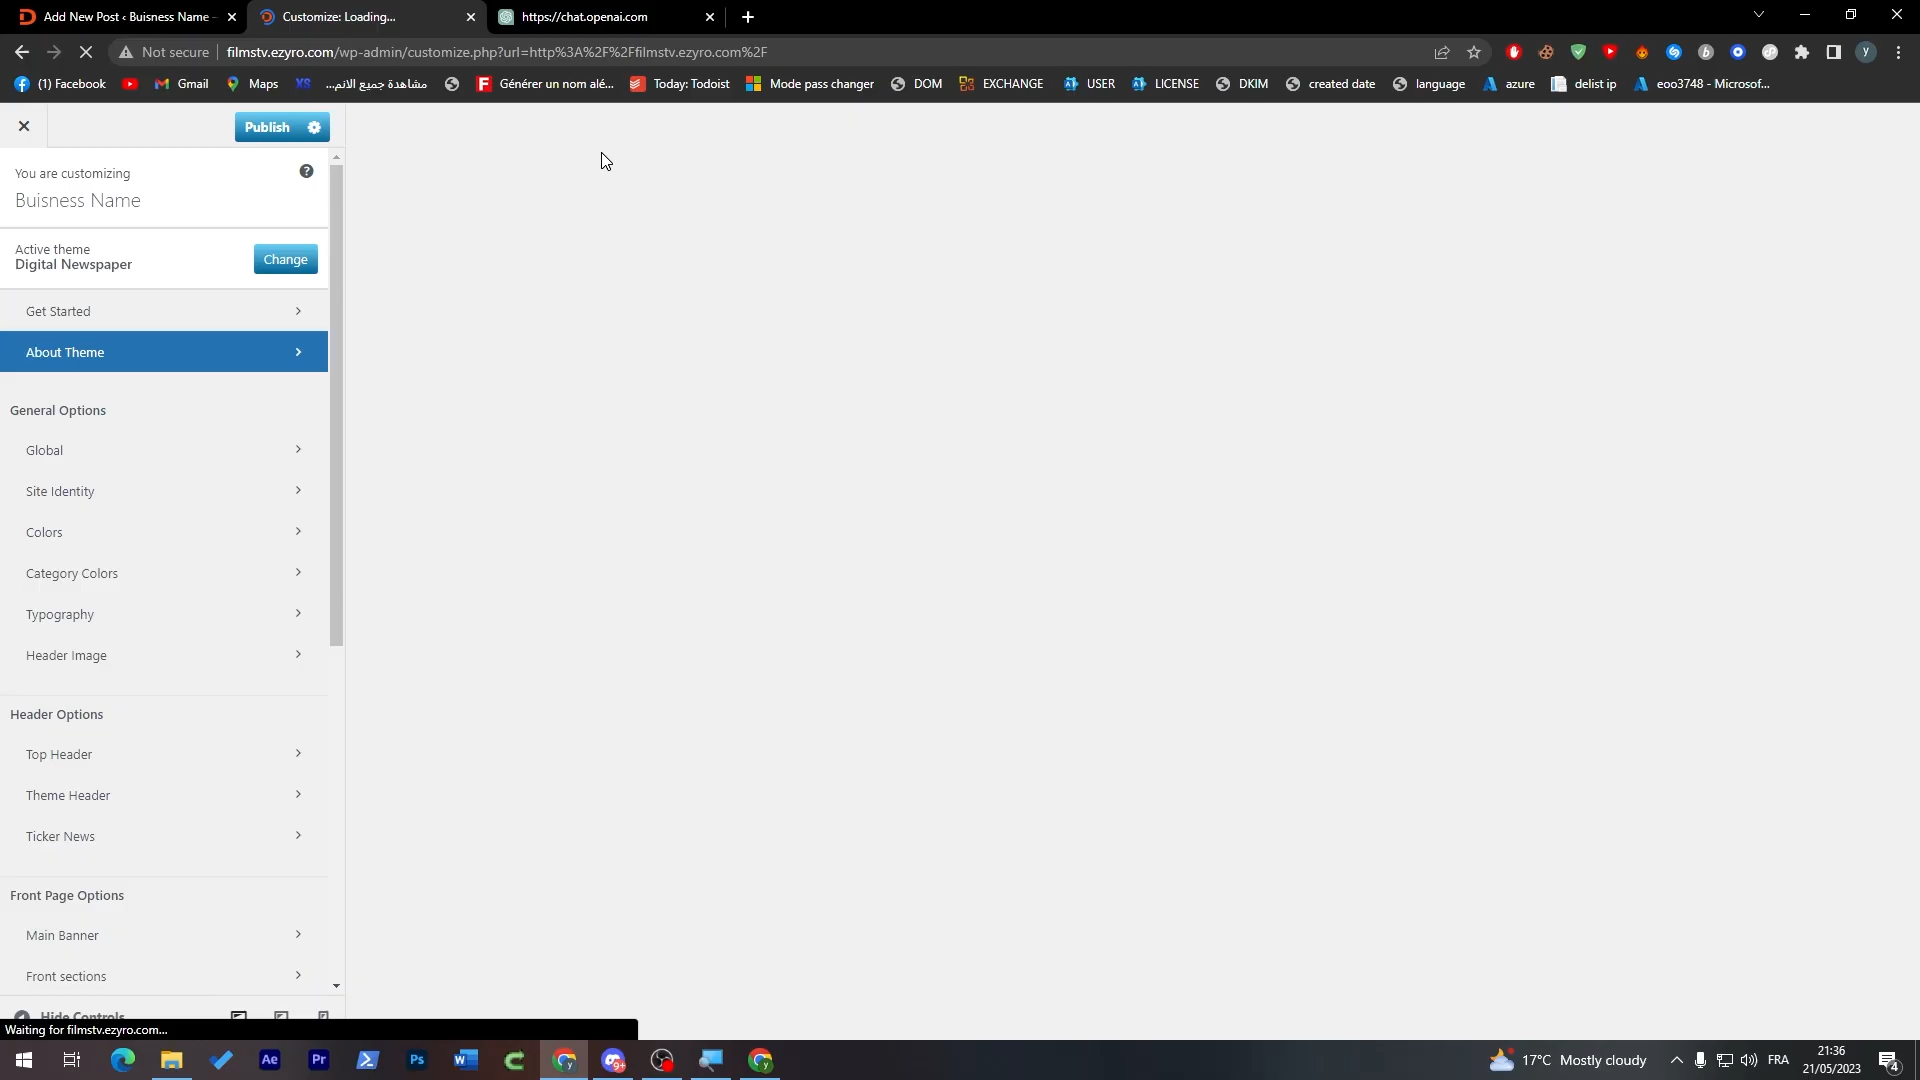 Add New Post ‹ Buisness Name –
Customize: Loading...
https://chat.openai.com
Not secure
filmstv.ezyro.com/wp-admin/customize.php?url=http%3A%2F%2Ffilmstv.ezyro.com%2F
(1) Facebook
Gmail
Maps
مشاهدة جميع الانم...
Générer un nom alé...
Today: Todoist
Mode pass changer
DOM
EXCHANGE
USER
LICENSE
DKIM
created date
language
azure
delist ip
eoo3748 - Microsof...
Publish
You are customizing
Buisness Name
Active theme
Digital Newspaper
Change
Get Started
About Theme
General Options
Global
Site Identity
Colors
Category Colors
Typography
Header Image
Header Options
Top Header
Theme Header
Ticker News
Front Page Options
Main Banner
Front sections
Hide Controls
Waiting for filmstv.ezyro.com...
17°C Mostly cloudy
FRA
21:36
21/05/2023
4